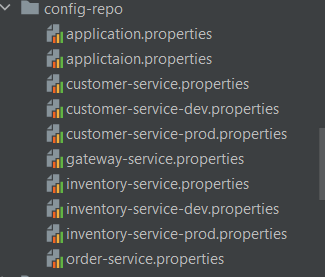 config-repo
application.properties
applictaion.properties
customer-service.properties
customer-service-dev.properties
customer-service-prod.properties
gateway-service.properties
inventory-service.properties
inventory-service-dev.properties
inventory-service-prod.properties
order-service.properties